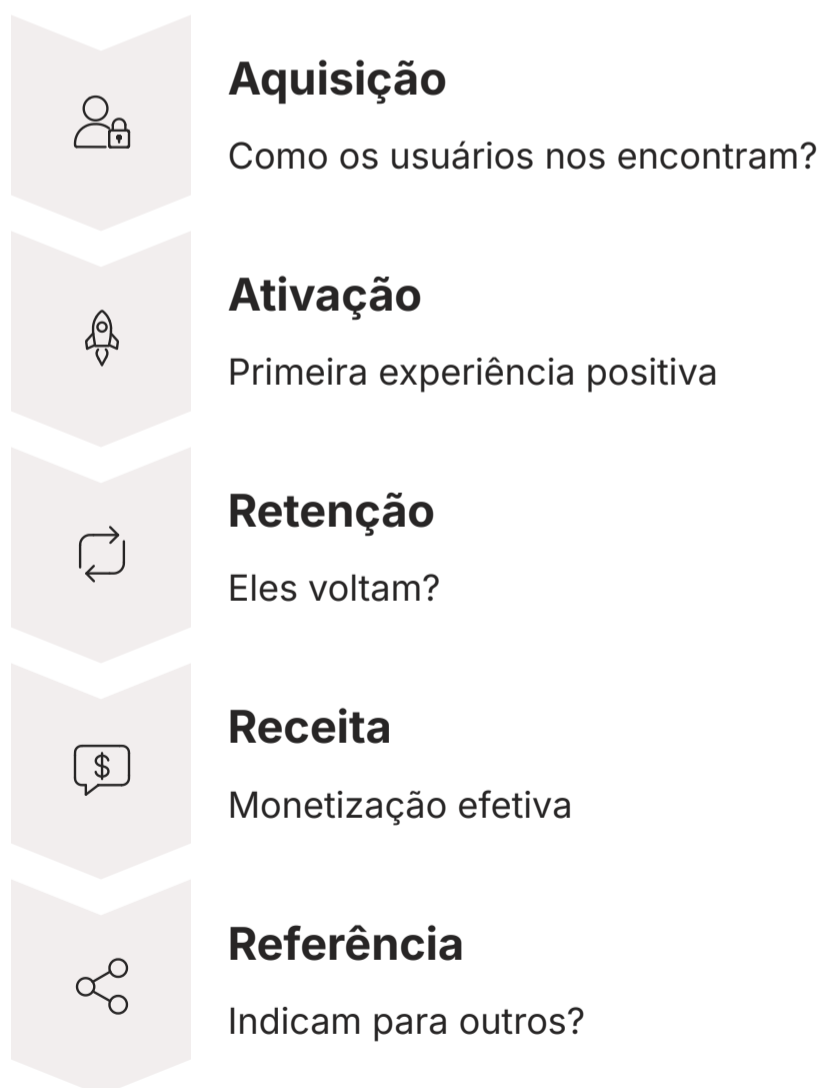 Aquisição
Como os usuários nos encontram?
Ativação
Primeira experiência positiva
Retenção
Eles voltam?
$
Receita
Monetização efetiva
Referência
Indicam para outros?